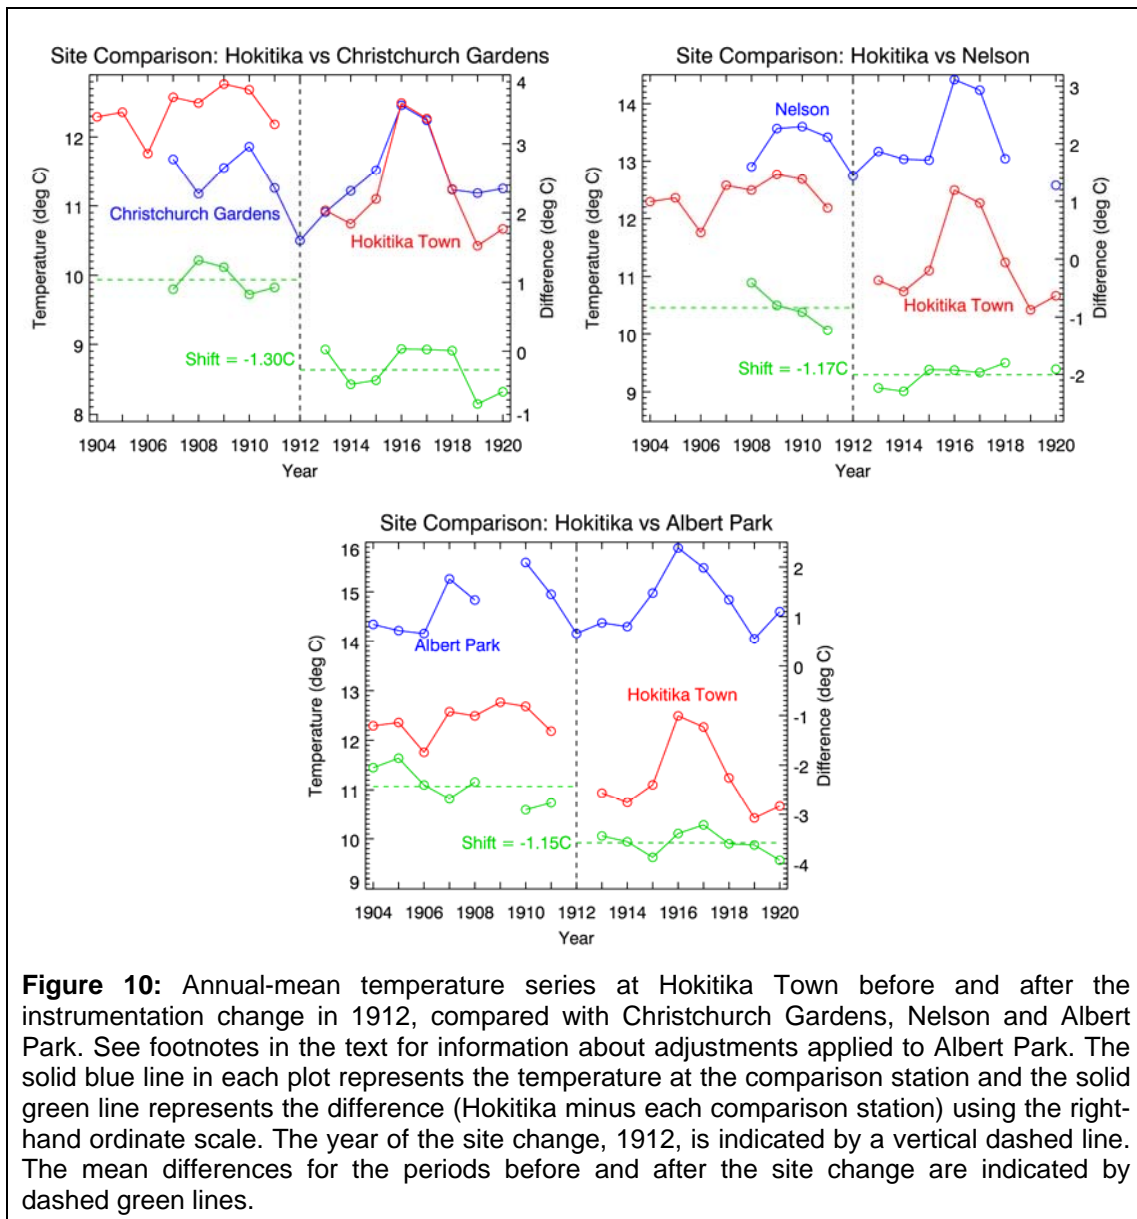 Site Comparison: Hokitika vs Christchurch Gardens
12
11
10
9
8
Temperature (deg C)
4
3
2
1
0
-1
Difference (deg C)
Christchurch Gardens
Hokitika Town
Shift = -1.30C
1904 1906 1908 1910 1912 1914 1916 1918 1920
Year
Site Comparison: Hokitika vs Nelson
14
13
12
11
10
9
Temperature (deg C)
3
2
1
0
-1
-2
Difference (deg C)
Nelson
Hokitika Town
Shift = -1.17C
1904 1906 1908 1910 1912 1914 1916 1918 1920
Year
Site Comparison: Hokitika vs Albert Park
16
15
14
13
12
11
10
9
Temperature (deg C)
2
1
0
-1
-2
-3
-4
Difference (deg C)
Albert Park
Hokitika Town
Shift = -1.15C
1904 1906 1908 1910 1912 1914 1916 1918 1920
Year
Figure 10: Annual-mean temperature series at Hokitika Town before and after the
instrumentation change in 1912, compared with Christchurch Gardens, Nelson and Albert
Park. See footnotes in the text for information about adjustments applied to Albert Park. The
solid blue line in each plot represents the temperature at the comparison station and the solid
green line represents the difference (Hokitika minus each comparison station) using the right-
hand ordinate scale. The year of the site change, 1912, is indicated by a vertical dashed line.
The mean differences for the periods before and after the site change are indicated by
dashed green lines.